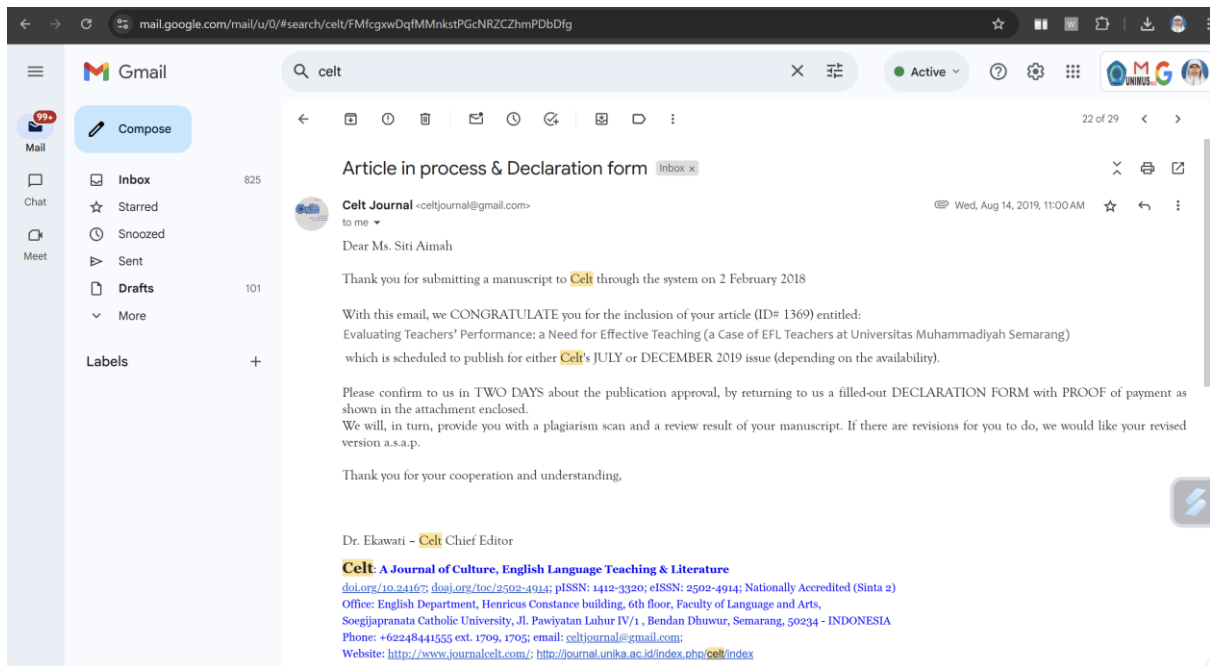 mail.google.com/mail/u/0/#search/celt/FMfcgxwDqfMMnkstPGcNRZCZhmPDbDfg
Gmail
celt
Active
UNIMUS
99+
Mail
Compose
22 of 29
Article in process & Declaration form Inbox ×
Inbox 825
Chat
Starred
Celt Journal <celtjournal@gmail.com>
Wed, Aug 14, 2019, 11:00 AM
to me
Snoozed
Meet
Sent
Drafts 101
More
Labels
Dear Ms. Siti Aimah
Thank you for submitting a manuscript to Celt through the system on 2 February 2018
With this email, we CONGRATULATE you for the inclusion of your article (ID# 1369) entitled:
Evaluating Teachers' Performance: a Need for Effective Teaching (a Case of EFL Teachers at Universitas Muhammadiyah Semarang)
which is scheduled to publish for either Celt's JULY or DECEMBER 2019 issue (depending on the availability).
Please confirm to us in TWO DAYS about the publication approval, by returning to us a filled-out DECLARATION FORM with PROOF of payment as
shown in the attachment enclosed.
We will, in turn, provide you with a plagiarism scan and a review result of your manuscript. If there are revisions for you to do, we would like your revised
version a.s.a.p.
Thank you for your cooperation and understanding,
Dr. Ekawati – Celt Chief Editor
Celt: A Journal of Culture, English Language Teaching & Literature
doi.org/10.24167; doaj.org/toc/2502-4914; pISSN: 1412-3320; eISSN: 2502-4914; Nationally Accredited (Sinta 2)
Office: English Department, Henricus Constance building, 6th floor, Faculty of Language and Arts,
Soegijapranata Catholic University, Jl. Pawiyatan Luhur IV/1 , Bendan Dhuwur, Semarang, 50234 - INDONESIA
Phone: +62248441555 ext. 1709, 1705; email: celtjournal@gmail.com;
Website: http://www.journalcelt.com/; http://journal.unika.ac.id/index.php/celt/index